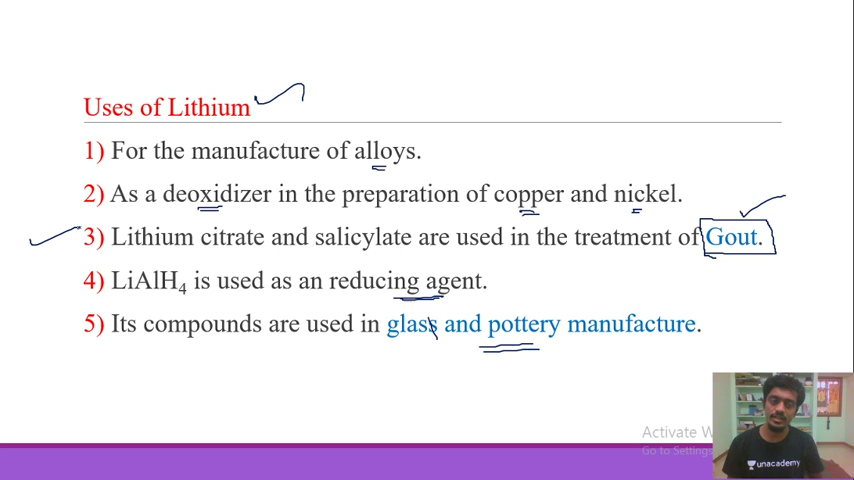 Uses of Lithium
1) For the manufacture of alloys.
2) As a deoxidizer in the preparation of copper and nickel.
3) Lithium citrate and salicylate are used in the treatment of Gout.
4) LiAlH₄ is used as an reducing agent.
5) Its compounds are used in glass and pottery manufacture.
Activate W
Go to Settings
unacademy